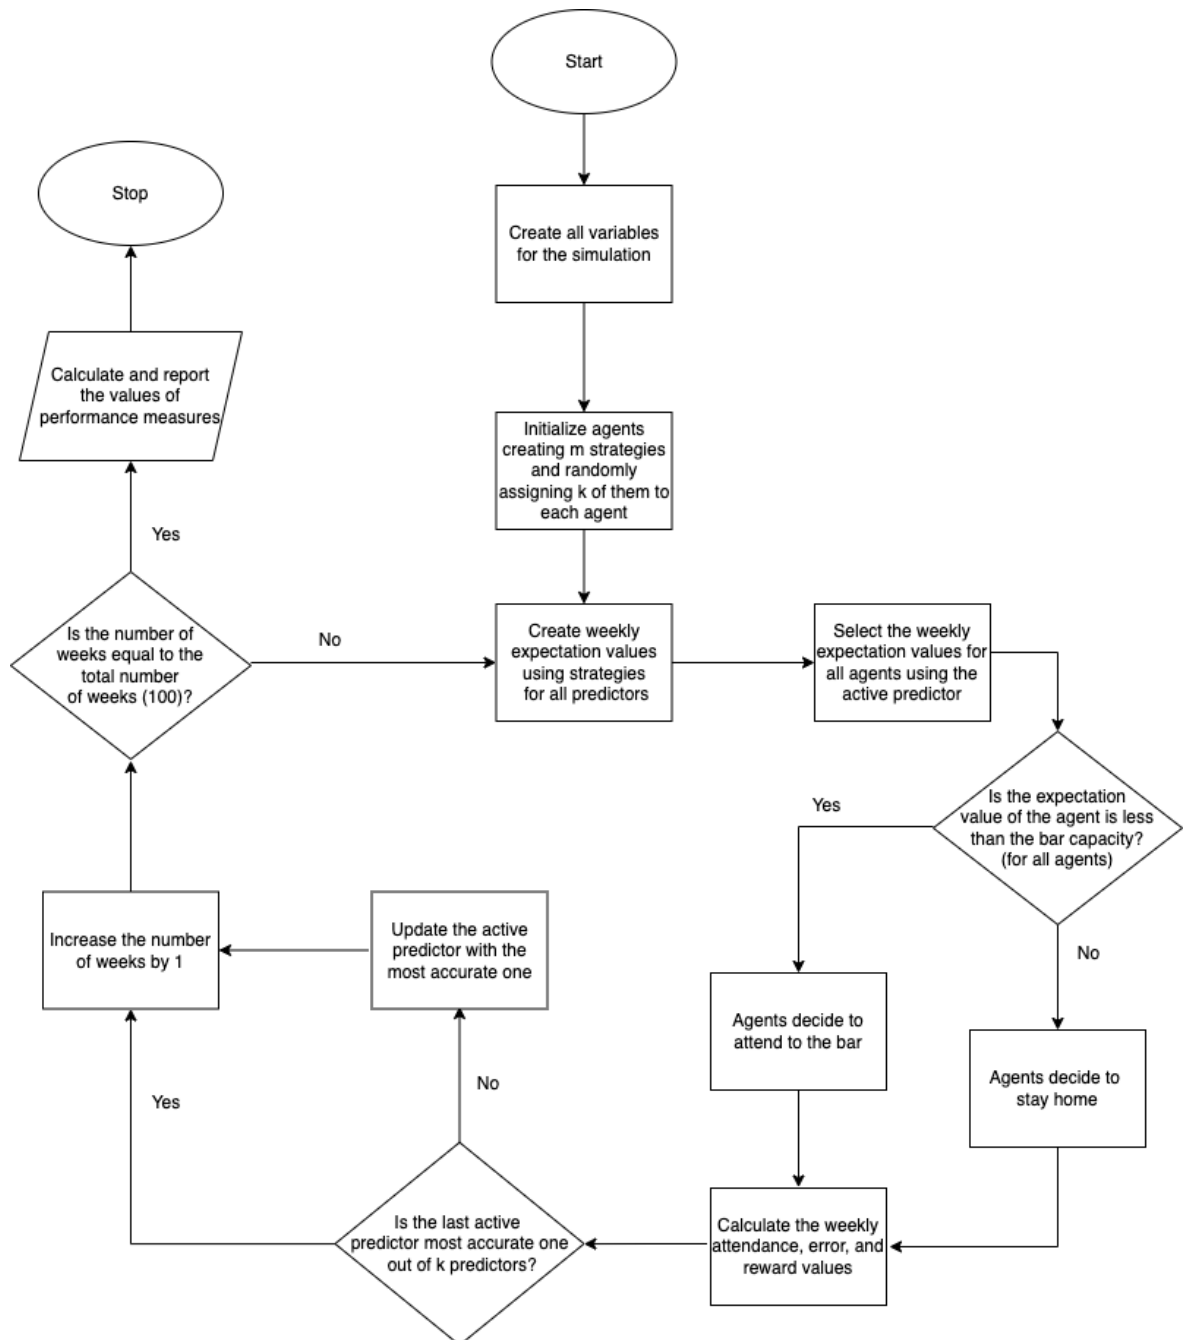 Start
Stop
Create all variables
for the simulation
Calculate and report
the values of
performance measures
Initialize agents
creating m strategies
and randomly
assigning k of them to
each agent
Yes
Is the number of
weeks equal to the
total number
of weeks (100)?
No
Create weekly
expectation values
using strategies
for all predictors
Select the weekly
expectation values for
all agents using the
active predictor
Is the expectation
value of the agent is less
than the bar capacity?
(for all agents)
Yes
No
Increase the number
of weeks by 1
Update the active
predictor with the
most accurate one
Agents decide to
attend to the bar
Agents decide to
stay home
Yes
No
Is the last active
predictor most accurate one
out of k predictors?
Calculate the weekly
attendance, error, and
reward values